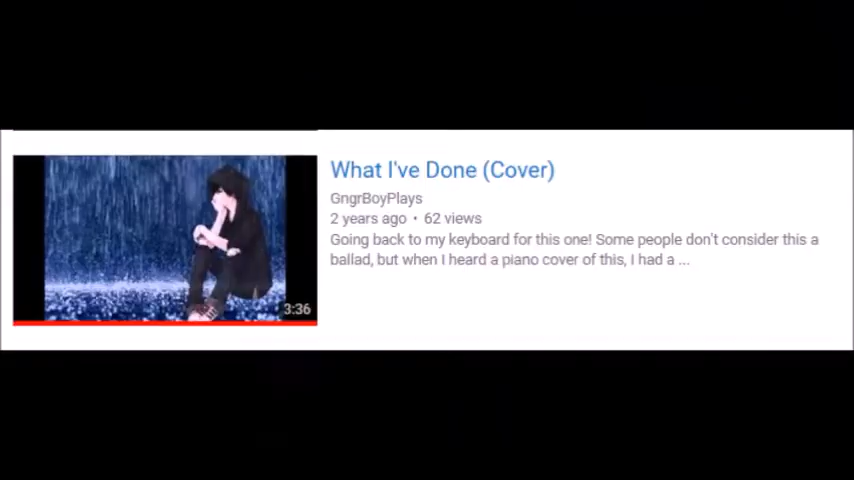 What I've Done (Cover)
GngrBoyPlays
2 years ago • 62 views
Going back to my keyboard for this one! Some people don't consider this a
ballad, but when I heard a piano cover of this, I had a ...
3:36